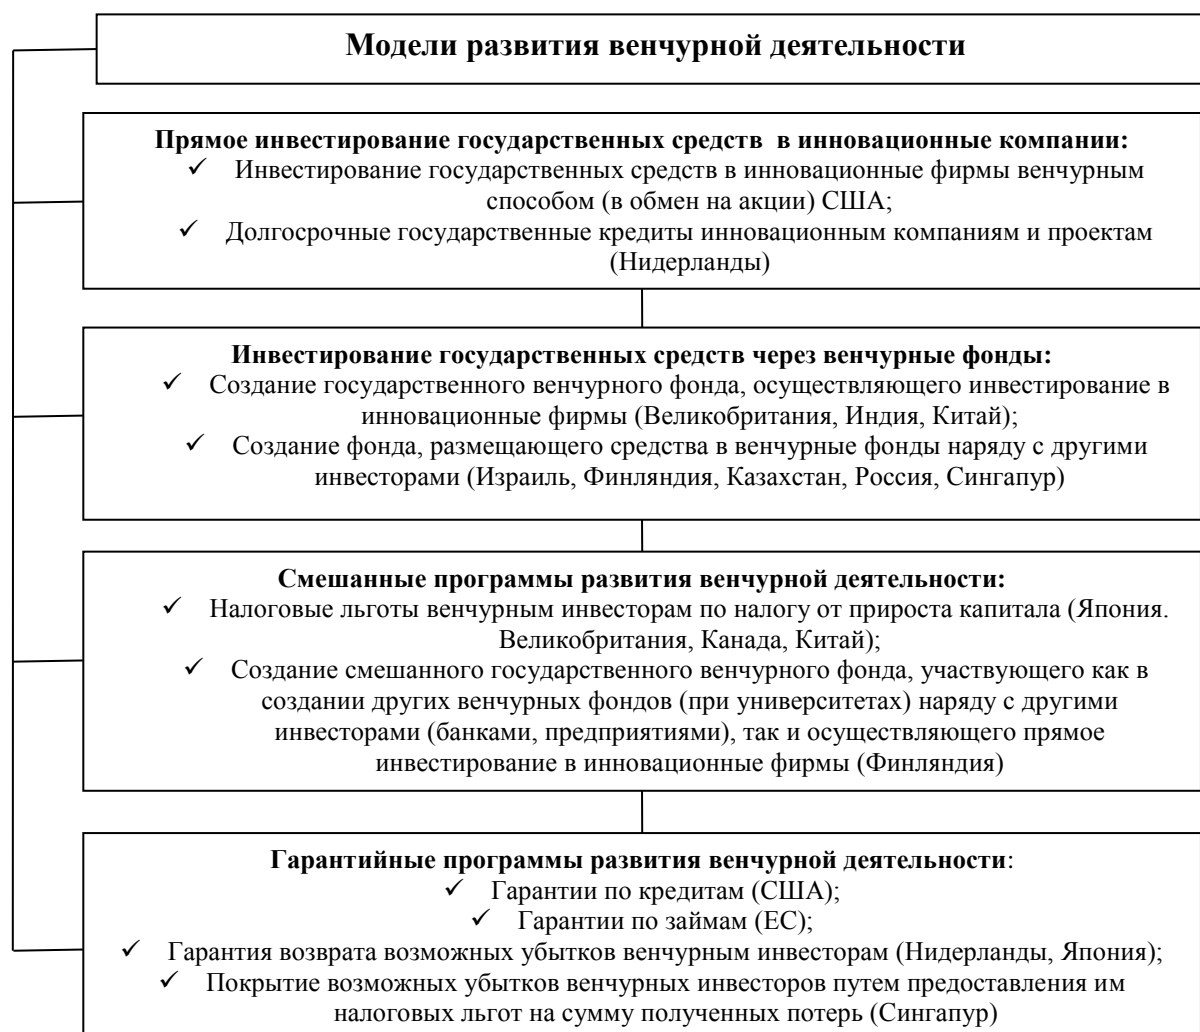 Модели развития венчурной деятельности
Прямое инвестирование государственных средств в инновационные компании:
✓ Инвестирование государственных средств в инновационные фирмы венчурным
способом (в обмен на акции) США;
✓ Долгосрочные государственные кредиты инновационным компаниям и проектам
(Нидерланды)
Инвестирование государственных средств через венчурные фонды:
✓ Создание государственного венчурного фонда, осуществляющего инвестирование в
инновационные фирмы (Великобритания, Индия, Китай);
✓ Создание фонда, размещающего средства в венчурные фонды наряду с другими
инвесторами (Израиль, Финляндия, Казахстан, Россия, Сингапур)
Смешанные программы развития венчурной деятельности:
✓ Налоговые льготы венчурным инвесторам по налогу от прироста капитала (Япония.
Великобритания, Канада, Китай);
✓ Создание смешанного государственного венчурного фонда, участвующего как в
создании других венчурных фондов (при университетах) наряду с другими
инвесторами (банками, предприятиями), так и осуществляющего прямое
инвестирование в инновационные фирмы (Финляндия)
Гарантийные программы развития венчурной деятельности:
✓ Гарантии по кредитам (США);
✓ Гарантии по займам (ЕС);
✓ Гарантия возврата возможных убытков венчурным инвесторам (Нидерланды, Япония);
✓ Покрытие возможных убытков венчурных инвесторов путем предоставления им
налоговых льгот на сумму полученных потерь (Сингапур)